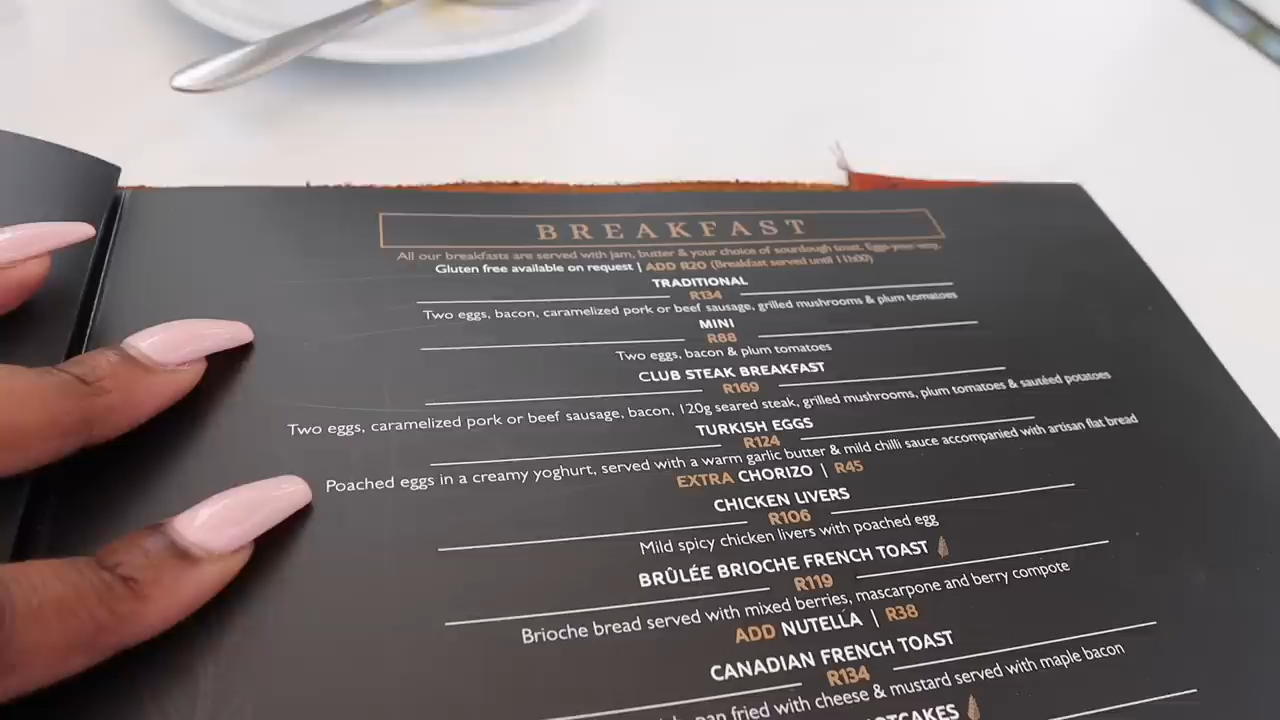 BREAKFAST
All our breakfasts are served with jam, butter & your choice of sourdough toast. Eggs your way.
Gluten free available on request | ADD R20 (Breakfast served until 11h00)
TRADITIONAL
R134
Two eggs, bacon, caramelized pork or beef sausage, grilled mushrooms & plum tomatoes
MINI
R88
Two eggs, bacon & plum tomatoes
CLUB STEAK BREAKFAST
R169
Two eggs, caramelized pork or beef sausage, bacon, 120g seared steak, grilled mushrooms, plum tomatoes & sautéed potatoes
TURKISH EGGS
R124
Poached eggs in a creamy yoghurt, served with a warm garlic butter & mild chilli sauce accompanied with artisan flat bread
EXTRA CHORIZO | R45
CHICKEN LIVERS
R106
Mild spicy chicken livers with poached egg
BRÛLÉE BRIOCHE FRENCH TOAST
R119
Brioche bread served with mixed berries, mascarpone and berry compote
ADD NUTELLA | R38
CANADIAN FRENCH TOAST
R134
pan fried with cheese & mustard served with maple bacon